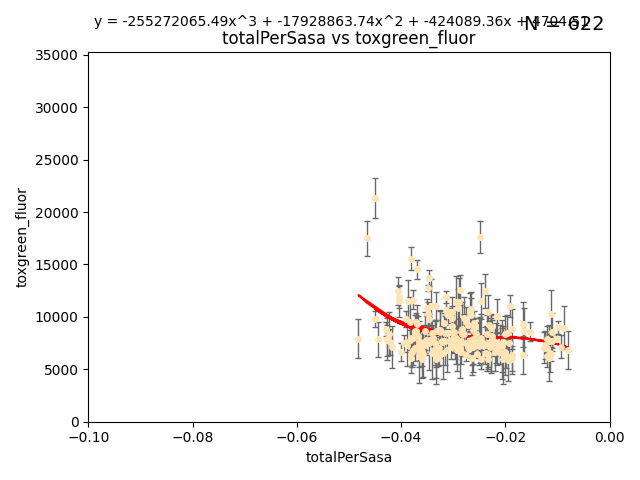 y = -255272065.49x^3 + -17928863.74x^2 + -424089.36x +
N = 622
totalPerSasa vs toxgreen_fluor
35000
30000
25000
20000
15000
10000
5000
0
toxgreen_fluor
−0.10
−0.08
−0.06
−0.04
−0.02
0.00
totalPerSasa